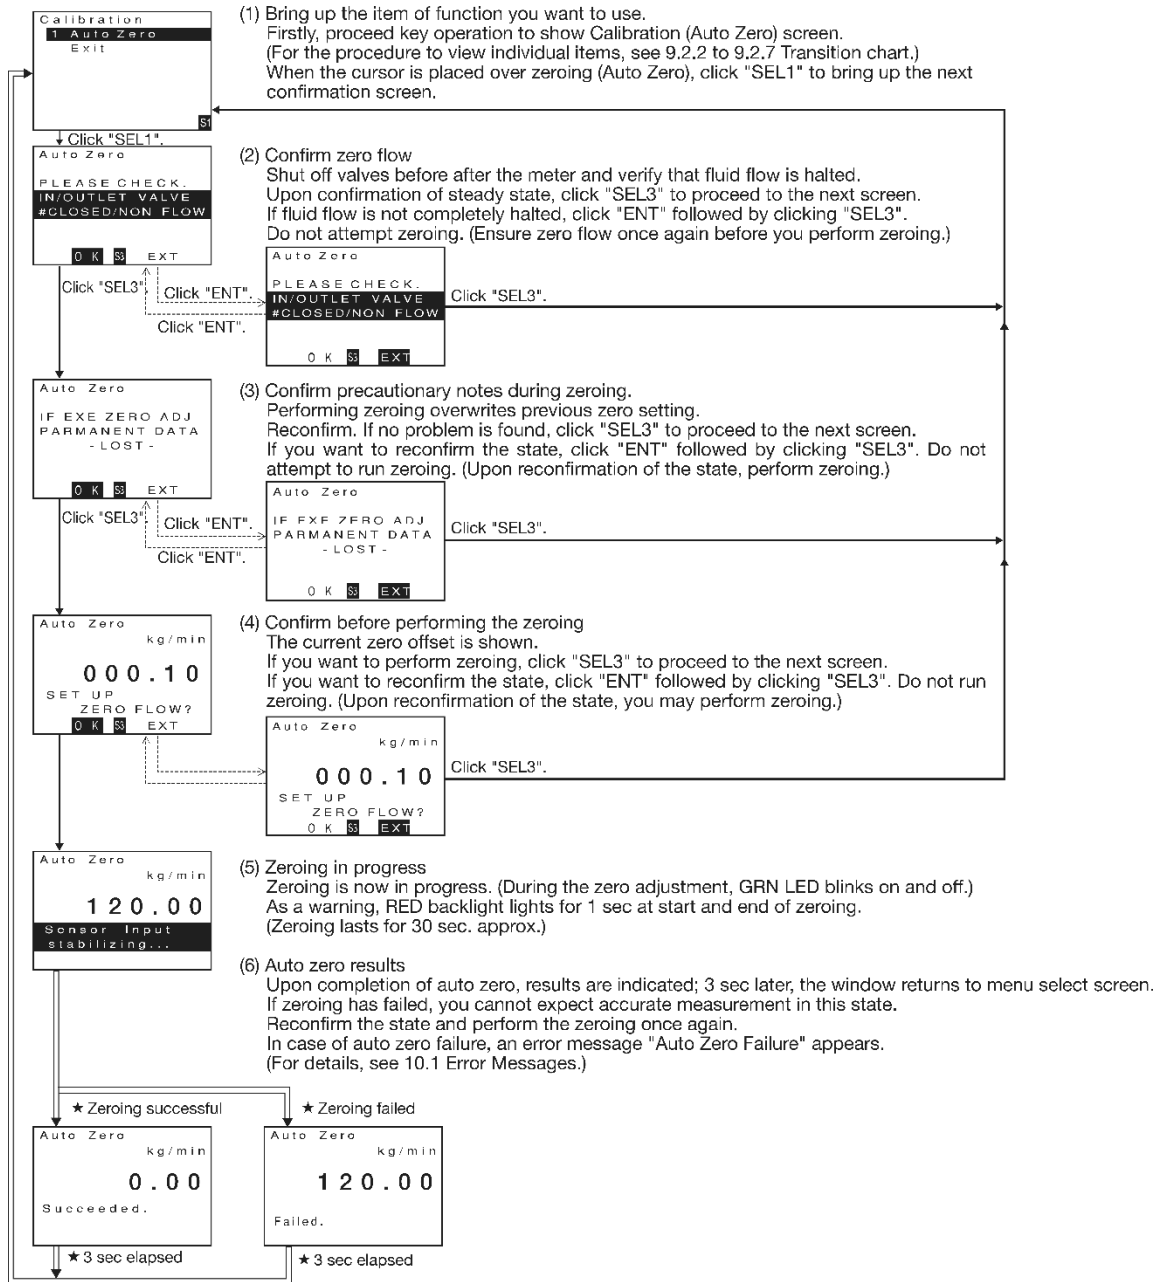 Calibration
1 Auto Zero
Exit
S1
(1) Bring up the item of function you want to use.
Firstly, proceed key operation to show Calibration (Auto Zero) screen.
(For the procedure to view individual items, see 9.2.2 to 9.2.7 Transition chart.)
When the cursor is placed over zeroing (Auto Zero), click "SEL1" to bring up the next
confirmation screen.
Click "SEL1".
Auto Zero
PLEASE CHECK.
IN/OUTLET VALVE
#CLOSED/NON FLOW
OK S3 EXT
(2) Confirm zero flow
Shut off valves before after the meter and verify that fluid flow is halted.
Upon confirmation of steady state, click "SEL3" to proceed to the next screen.
If fluid flow is not completely halted, click "ENT" followed by clicking "SEL3".
Do not attempt zeroing. (Ensure zero flow once again before you perform zeroing.)
Click "SEL3".
Click "ENT".
Click "ENT".
Auto Zero
PLEASE CHECK.
IN/OUTLET VALVE
#CLOSED/NON FLOW
OK S3 EXT
Click "SEL3".
Auto Zero
IF EXE ZERO ADJ
PARMANENT DATA
-LOST-
OK S3 EXT
(3) Confirm precautionary notes during zeroing.
Performing zeroing overwrites previous zero setting.
Reconfirm. If no problem is found, click "SEL3" to proceed to the next screen.
If you want to reconfirm the state, click "ENT" followed by clicking "SEL3". Do not
attempt to run zeroing. (Upon reconfirmation of the state, perform zeroing.)
Click "SEL3".
Click "ENT".
Click "ENT".
Auto Zero
IF EXE ZERO ADJ
PARMANENT DATA
-LOST-
OK S3 EXT
Click "SEL3".
Auto Zero
kg/min
000.10
SET UP
ZERO FLOW?
OK S3 EXT
(4) Confirm before performing the zeroing
The current zero offset is shown.
If you want to perform zeroing, click "SEL3" to proceed to the next screen.
If you want to reconfirm the state, click "ENT" followed by clicking "SEL3". Do not run
zeroing. (Upon reconfirmation of the state, you may perform zeroing.)
Auto Zero
kg/min
000.10
SET UP
ZERO FLOW?
OK S3 EXT
Click "SEL3".
Auto Zero
kg/min
120.00
Sensor Input
stabilizing...
(5) Zeroing in progress
Zeroing is now in progress. (During the zero adjustment, GRN LED blinks on and off.)
As a warning, RED backlight lights for 1 sec at start and end of zeroing.
(Zeroing lasts for 30 sec. approx.)
(6) Auto zero results
Upon completion of auto zero, results are indicated; 3 sec later, the window returns to menu select screen.
If zeroing has failed, you cannot expect accurate measurement in this state.
Reconfirm the state and perform the zeroing once again.
In case of auto zero failure, an error message "Auto Zero Failure" appears.
(For details, see 10.1 Error Messages.)
★ Zeroing successful
★ Zeroing failed
Auto Zero
kg/min
0.00
Succeeded.
Auto Zero
kg/min
120.00
Failed.
★ 3 sec elapsed
★ 3 sec elapsed